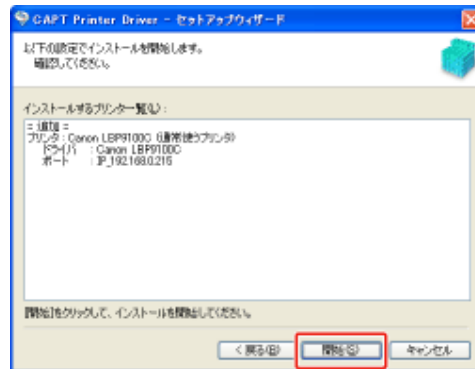 CAPT Printer Driver - セットアップウィザード
以下の設定でインストールを開始します。
確認してください。
インストールするプリンター覧(L):
= 追加 =
プリンタ : Canon LBP9100C (通常使うプリンタ)
ドライバ : Canon LBP9100C
ポート : IP_192.168.0.215
[開始]をクリックして、インストールを開始してください。
< 戻る(B)
開始(S)
キャンセル